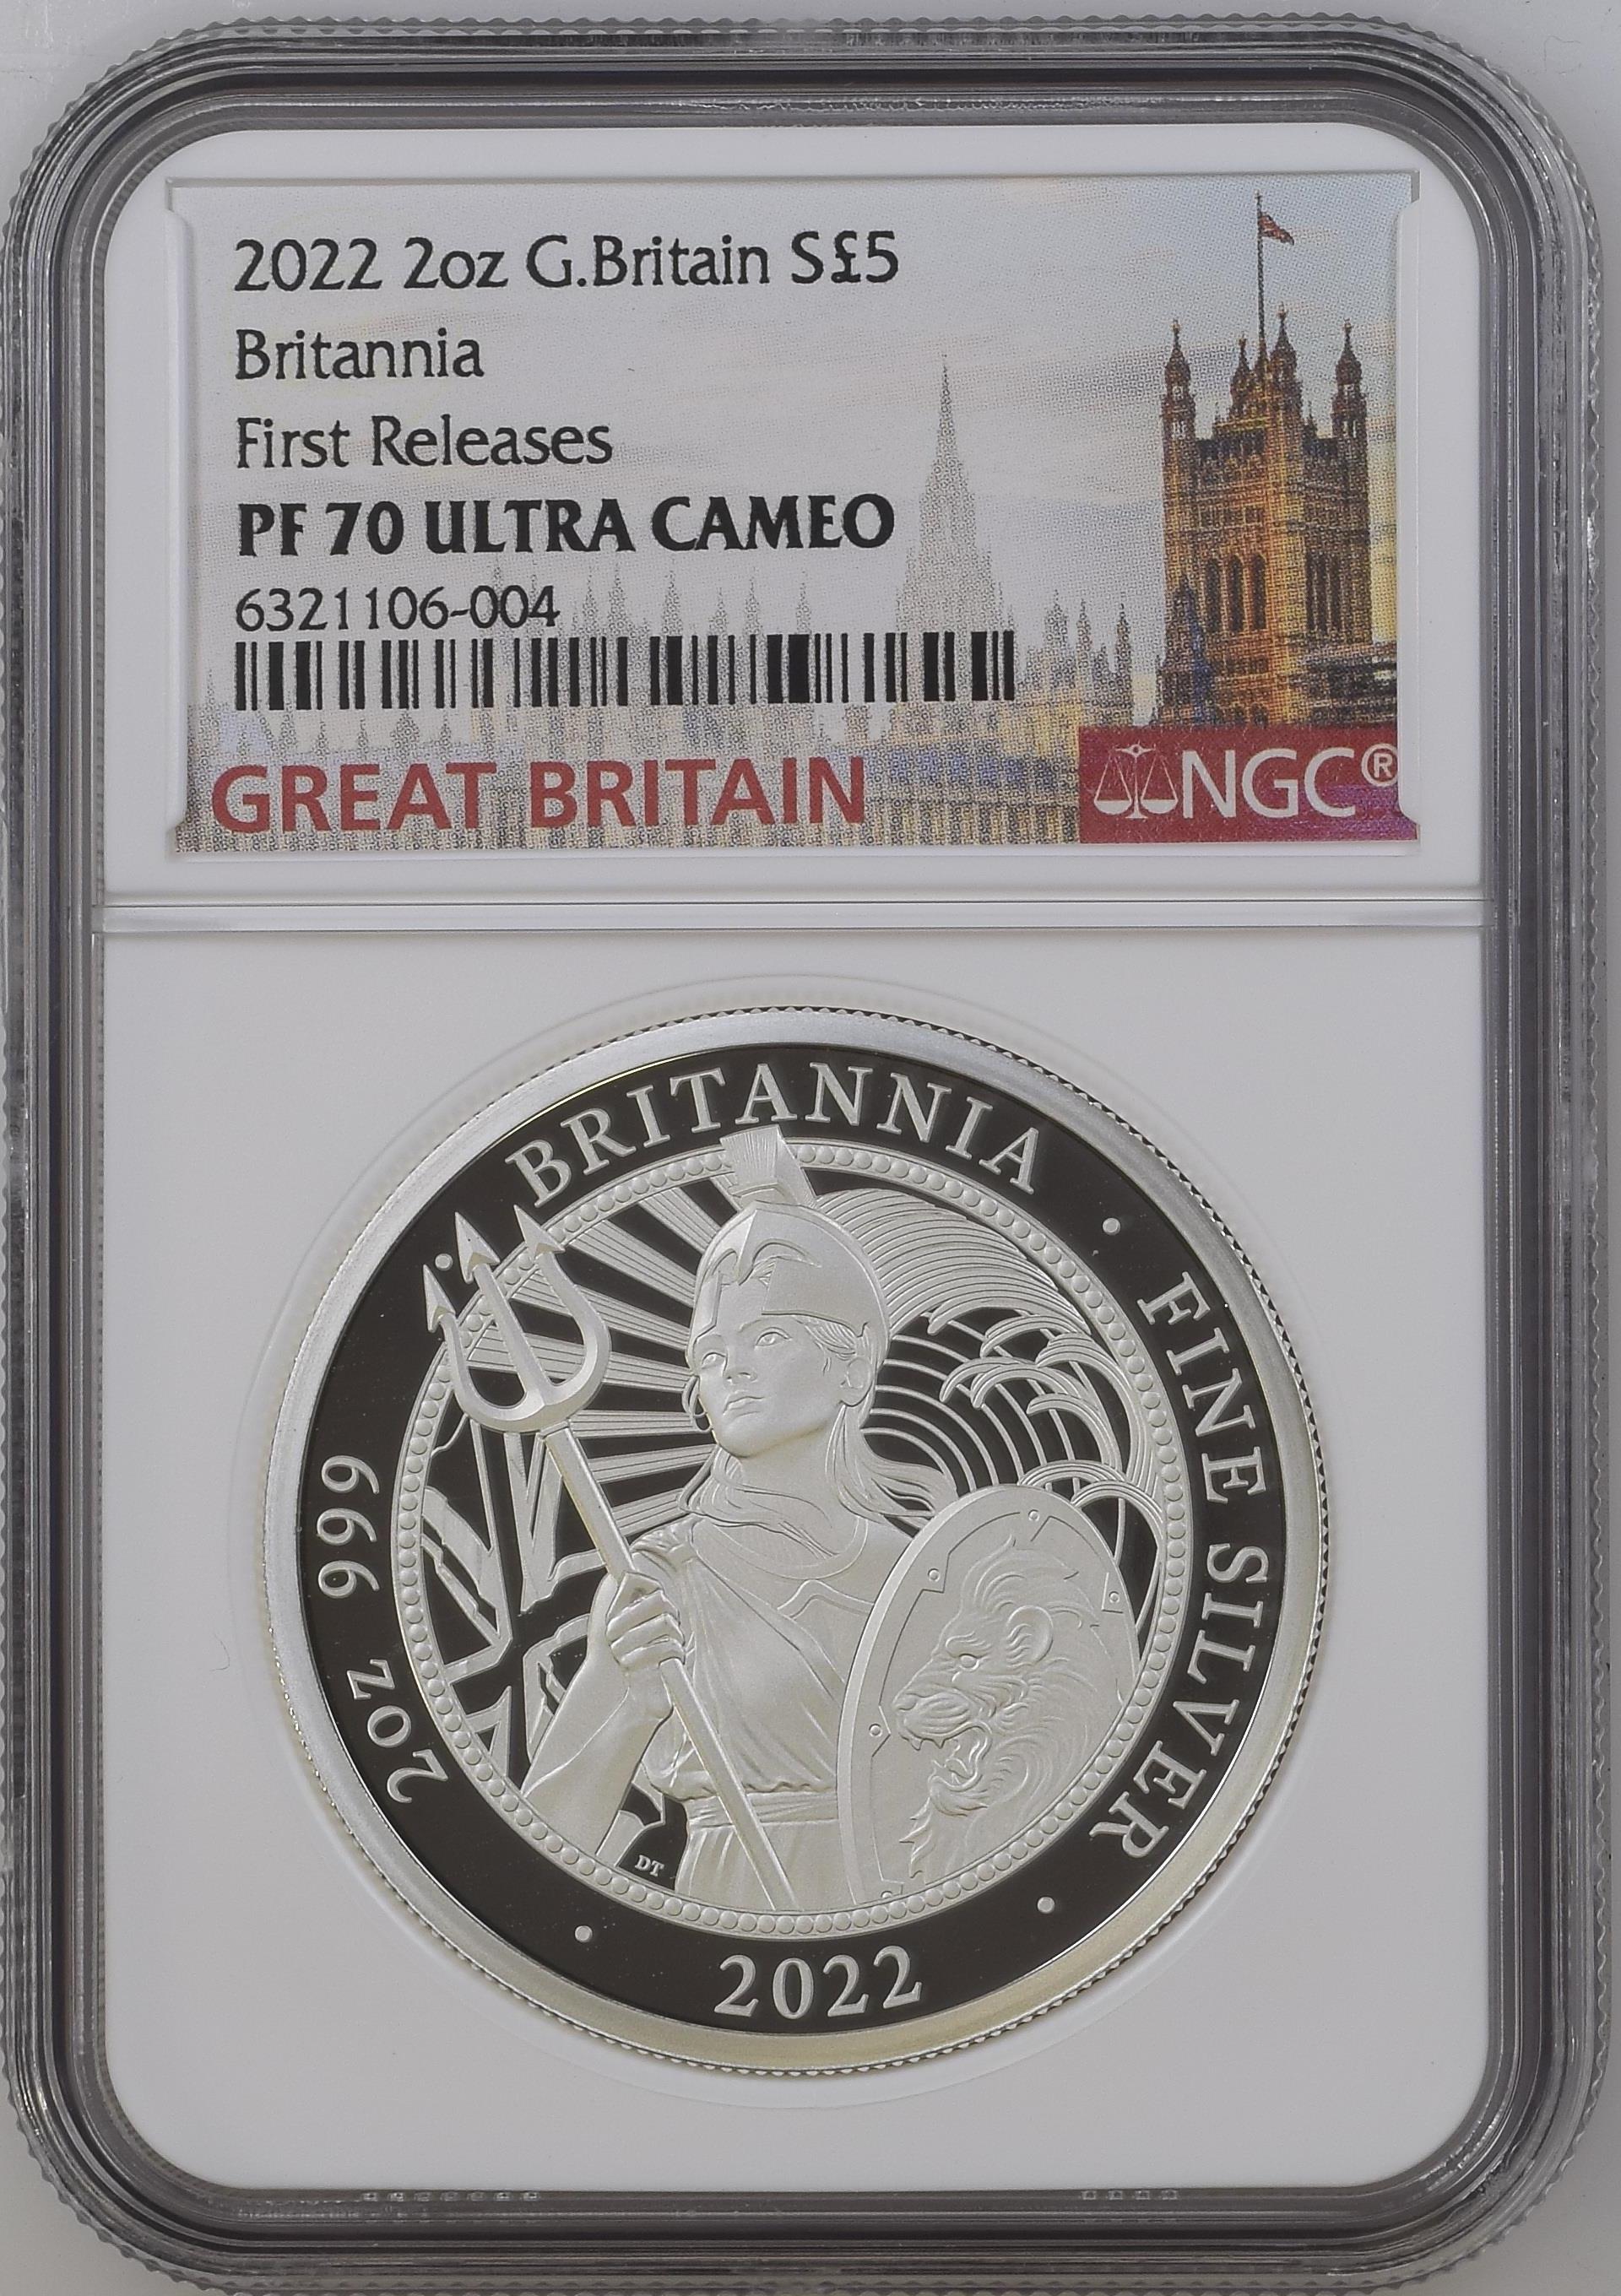 2022 2oz G.Britain S£5
Britannia
First Releases
PF 70 ULTRA CAMEO
6321106-004
GREAT BRITAIN
NGC®
BRITANNIA · FINE SILVER · 2022 · 2OZ 999 ·
DT